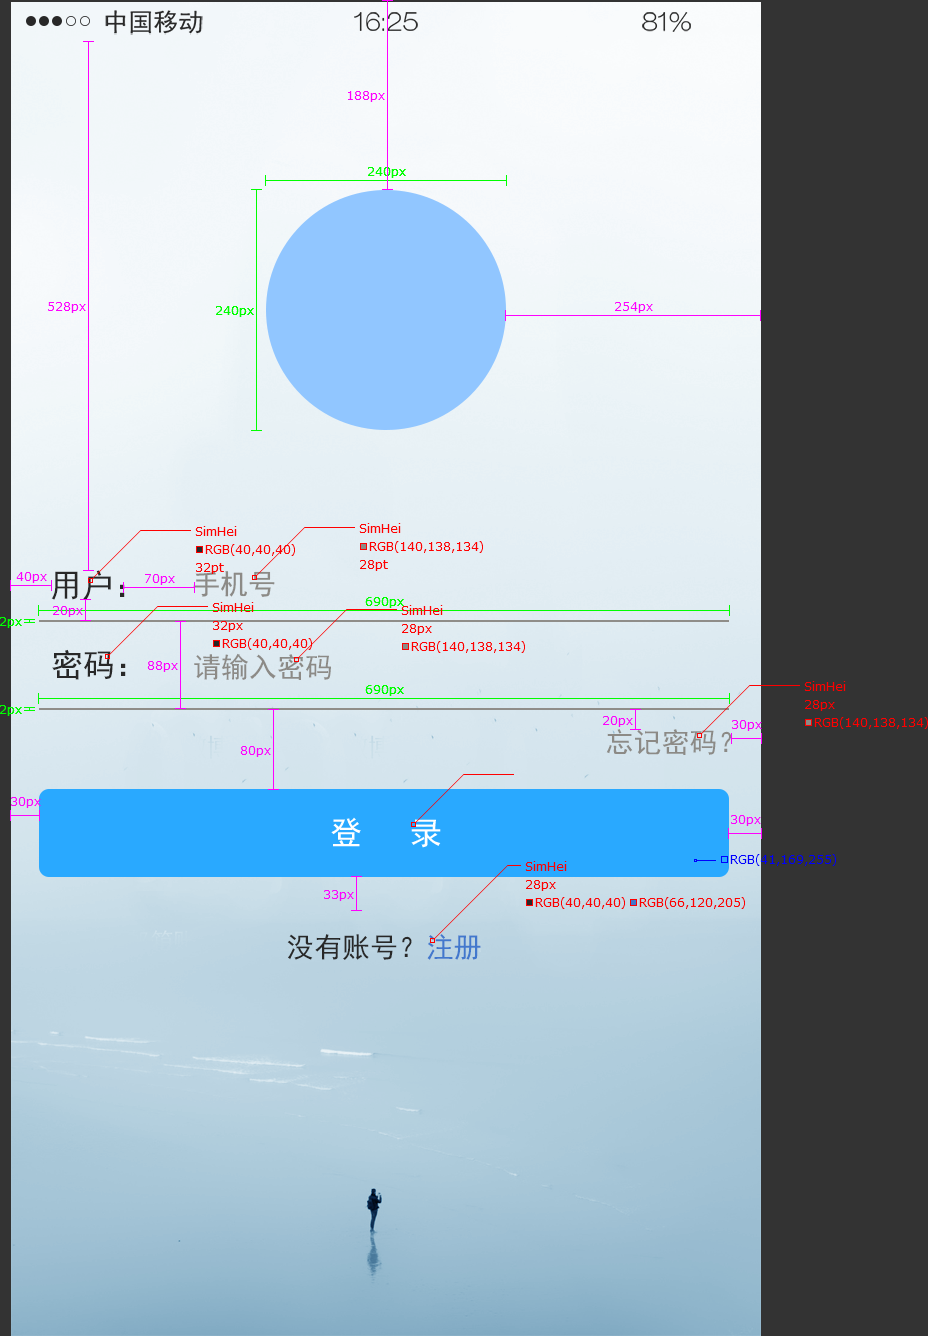 中国移动 16:25 81%
188px
240px
528px
240px
254px
SimHei
RGB(40,40,40)
32pt
SimHei
RGB(140,138,134)
28pt
40px
用户:
70px
手机号
20px
690px
2px
SimHei
32px
RGB(40,40,40)
SimHei
28px
RGB(140,138,134)
密码:
88px
请输入密码
690px
2px
SimHei
28px
RGB(140,138,134)
20px
30px
忘记密码?
80px
30px
登 录
30px
RGB(41,169,255)
SimHei
28px
RGB(40,40,40) RGB(66,120,205)
33px
没有账号?注册